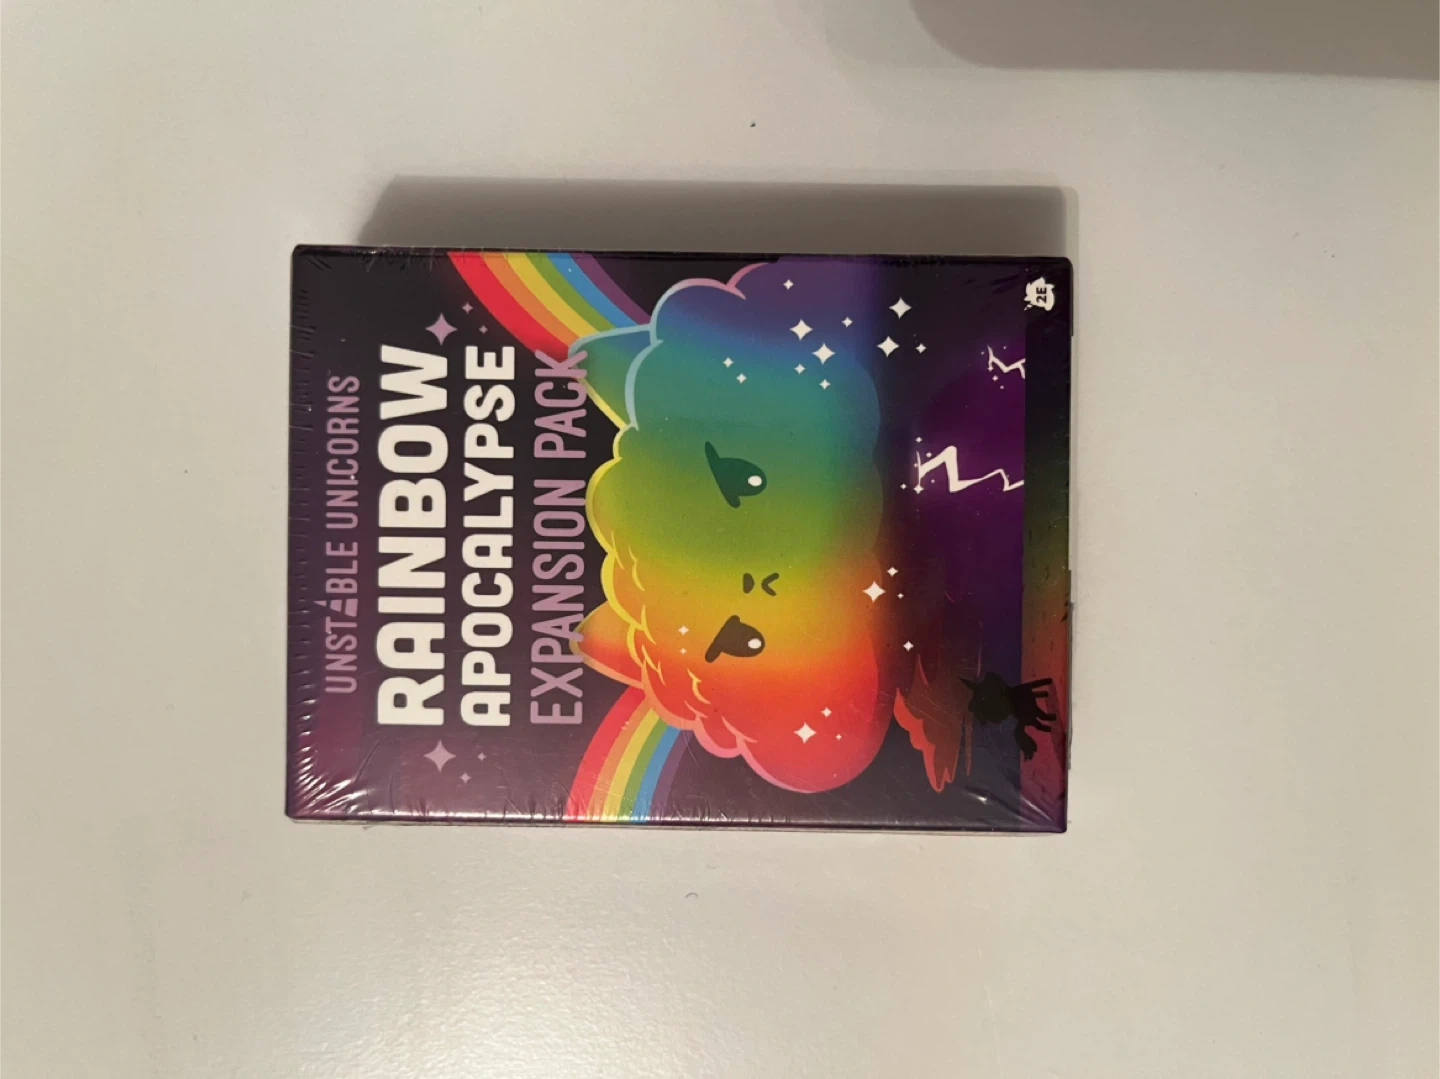 UNSTABLE UNICORNS
RAINBOW
APOCALYPSE
EXPANSION PACK
2E